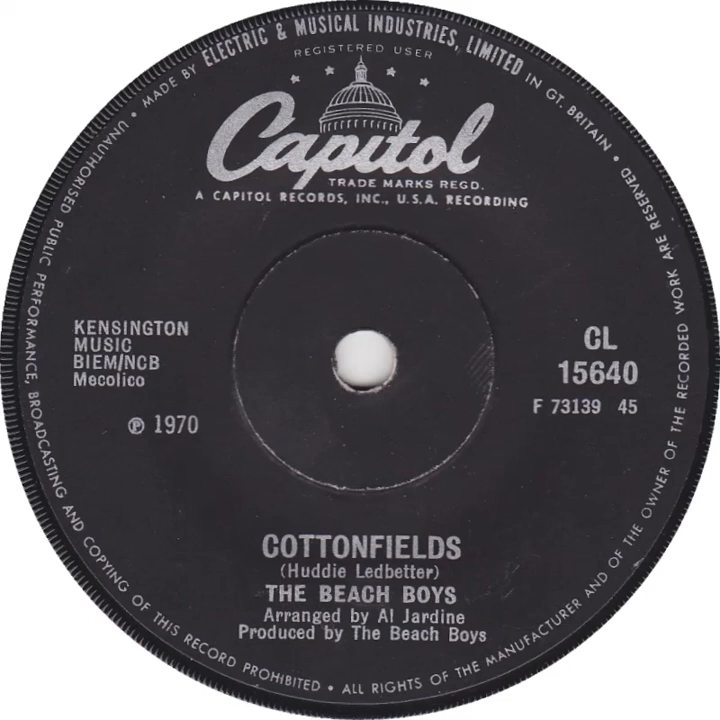 MADE BY ELECTRIC & MUSICAL INDUSTRIES, LIMITED IN GT. BRITAIN • ALL RIGHTS OF THE MANUFACTURER AND OF THE OWNER OF THE RECORDED WORK ARE RESERVED • UNAUTHORISED PUBLIC PERFORMANCE, BROADCASTING AND COPYING OF THIS RECORD PROHIBITED •
REGISTERED USER
Capitol
TRADE MARKS REGD.
A CAPITOL RECORDS, INC., U.S.A. RECORDING
KENSINGTON
MUSIC
BIEM/NCB
Mecolico
℗ 1970
CL
15640
F 73139 45
COTTONFIELDS
(Huddie Ledbetter)
THE BEACH BOYS
Arranged by Al Jardine
Produced by The Beach Boys